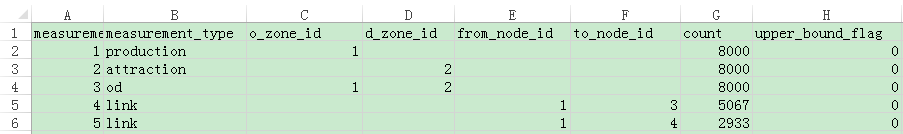 A B C D E F G H
1 measureme measurement_type o_zone_id d_zone_id from_node_id to_node_id count upper_bound_flag
2 1 production 1 8000 0
3 2 attraction 2 8000 0
4 3 od 1 2 8000 0
5 4 link 1 3 5067 0
6 5 link 1 4 2933 0